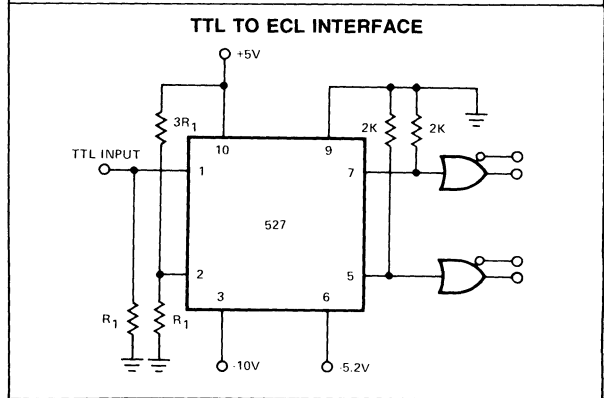 TTL TO ECL INTERFACE
+5V
3R1
2K
2K
10
9
TTL INPUT
1
7
527
2
5
3
6
R1
R1
-10V
-5.2V